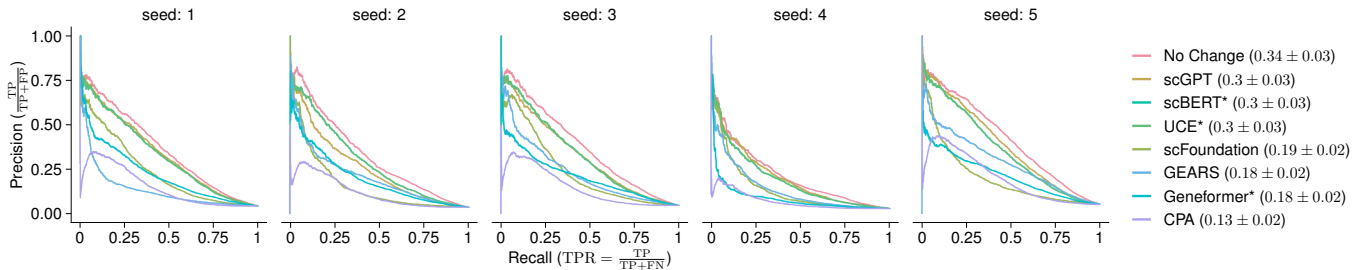 seed: 1
seed: 2
seed: 3
seed: 4
seed: 5
Precision (TP/TP+FP)
1.00
0.75
0.50
0.25
0.00
0 0.25 0.5 0.75 1
0 0.25 0.5 0.75 1
0 0.25 0.5 0.75 1
0 0.25 0.5 0.75 1
0 0.25 0.5 0.75 1
Recall (TPR = TP/TP+FN)
No Change (0.34 ± 0.03)
scGPT (0.3 ± 0.03)
scBERT* (0.3 ± 0.03)
UCE* (0.3 ± 0.03)
scFoundation (0.19 ± 0.02)
GEARS (0.18 ± 0.02)
Geneformer* (0.18 ± 0.02)
CPA (0.13 ± 0.02)